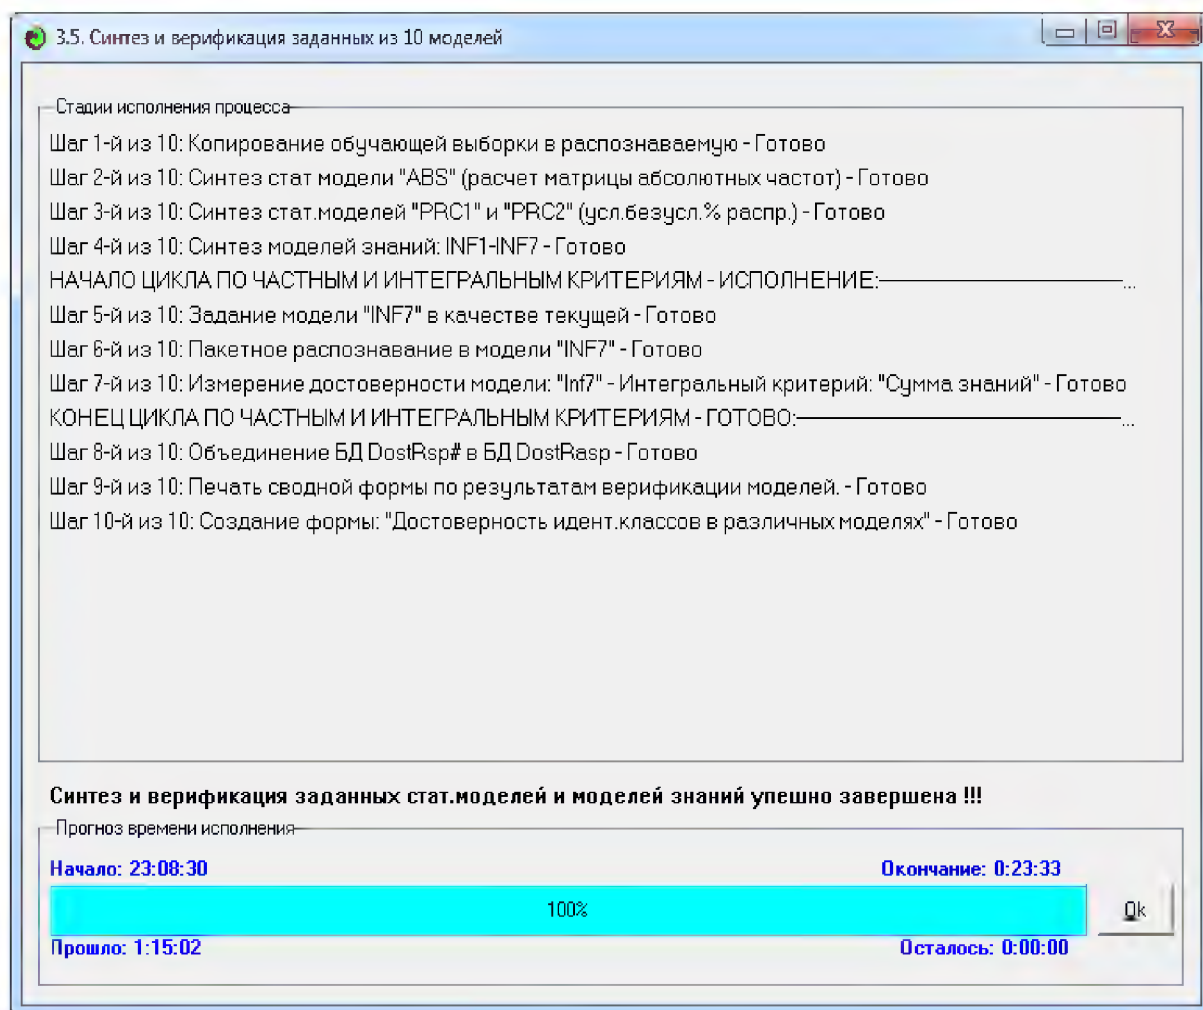 3.5. Синтез и верификация заданных из 10 моделей
Стадии исполнения процесса
Шаг 1-й из 10: Копирование обучающей выборки в распознаваемую - Готово
Шаг 2-й из 10: Синтез стат модели "ABS" (расчет матрицы абсолютных частот) - Готово
Шаг 3-й из 10: Синтез стат.моделей "PRC1" и "PRC2" (усл.безусл.% распр.) - Готово
Шаг 4-й из 10: Синтез моделей знаний: INF1-INF7 - Готово
НАЧАЛО ЦИКЛА ПО ЧАСТНЫМ И ИНТЕГРАЛЬНЫМ КРИТЕРИЯМ - ИСПОЛНЕНИЕ:—...
Шаг 5-й из 10: Задание модели "INF7" в качестве текущей - Готово
Шаг 6-й из 10: Пакетное распознавание в модели "INF7" - Готово
Шаг 7-й из 10: Измерение достоверности модели: "Inf7" - Интегральный критерий: "Сумма знаний" - Готово
КОНЕЦ ЦИКЛА ПО ЧАСТНЫМ И ИНТЕГРАЛЬНЫМ КРИТЕРИЯМ - ГОТОВО:—...
Шаг 8-й из 10: Объединение БД DostRsp# в БД DostRasp - Готово
Шаг 9-й из 10: Печать сводной формы по результатам верификации моделей. - Готово
Шаг 10-й из 10: Создание формы: "Достоверность идент.классов в различных моделях" - Готово
Синтез и верификация заданных стат.моделей и моделей знаний упешно завершена !!!
Прогноз времени исполнения
Начало: 23:08:30 Окончание: 0:23:33
100% Ok
Прошло: 1:15:02 Осталось: 0:00:00